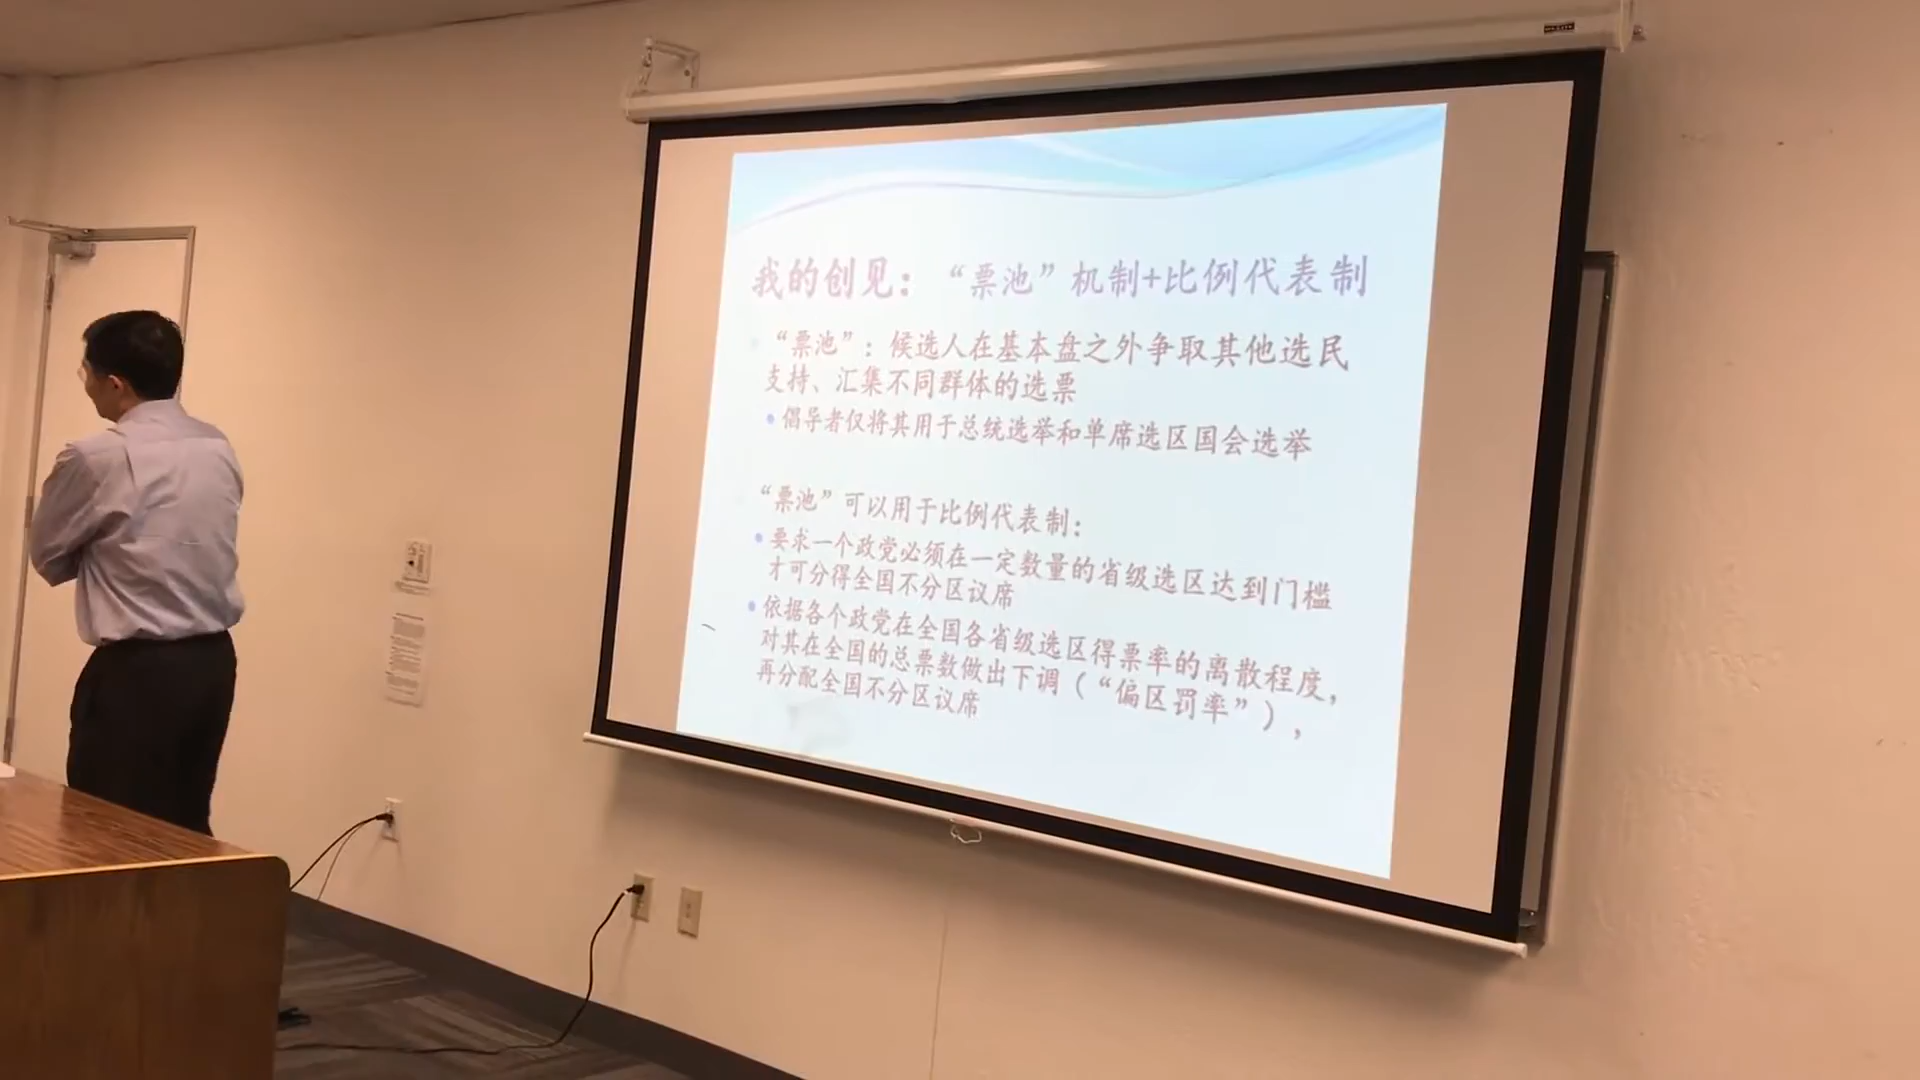 我的创见：“票池”机制+比例代表制
“票池”：候选人在基本盘之外争取其他选民
支持、汇集不同群体的选票
倡导者仅将其用于总统选举和单席选区国会选举
“票池”可以用于比例代表制：
要求一个政党必须在一定数量的省级选区达到门槛
才可分得全国不分区议席
依据各个政党在全国各省级选区得票率的离散程度，
对其在全国的总票数做出下调（“偏区罚率”），
再分配全国不分区议席